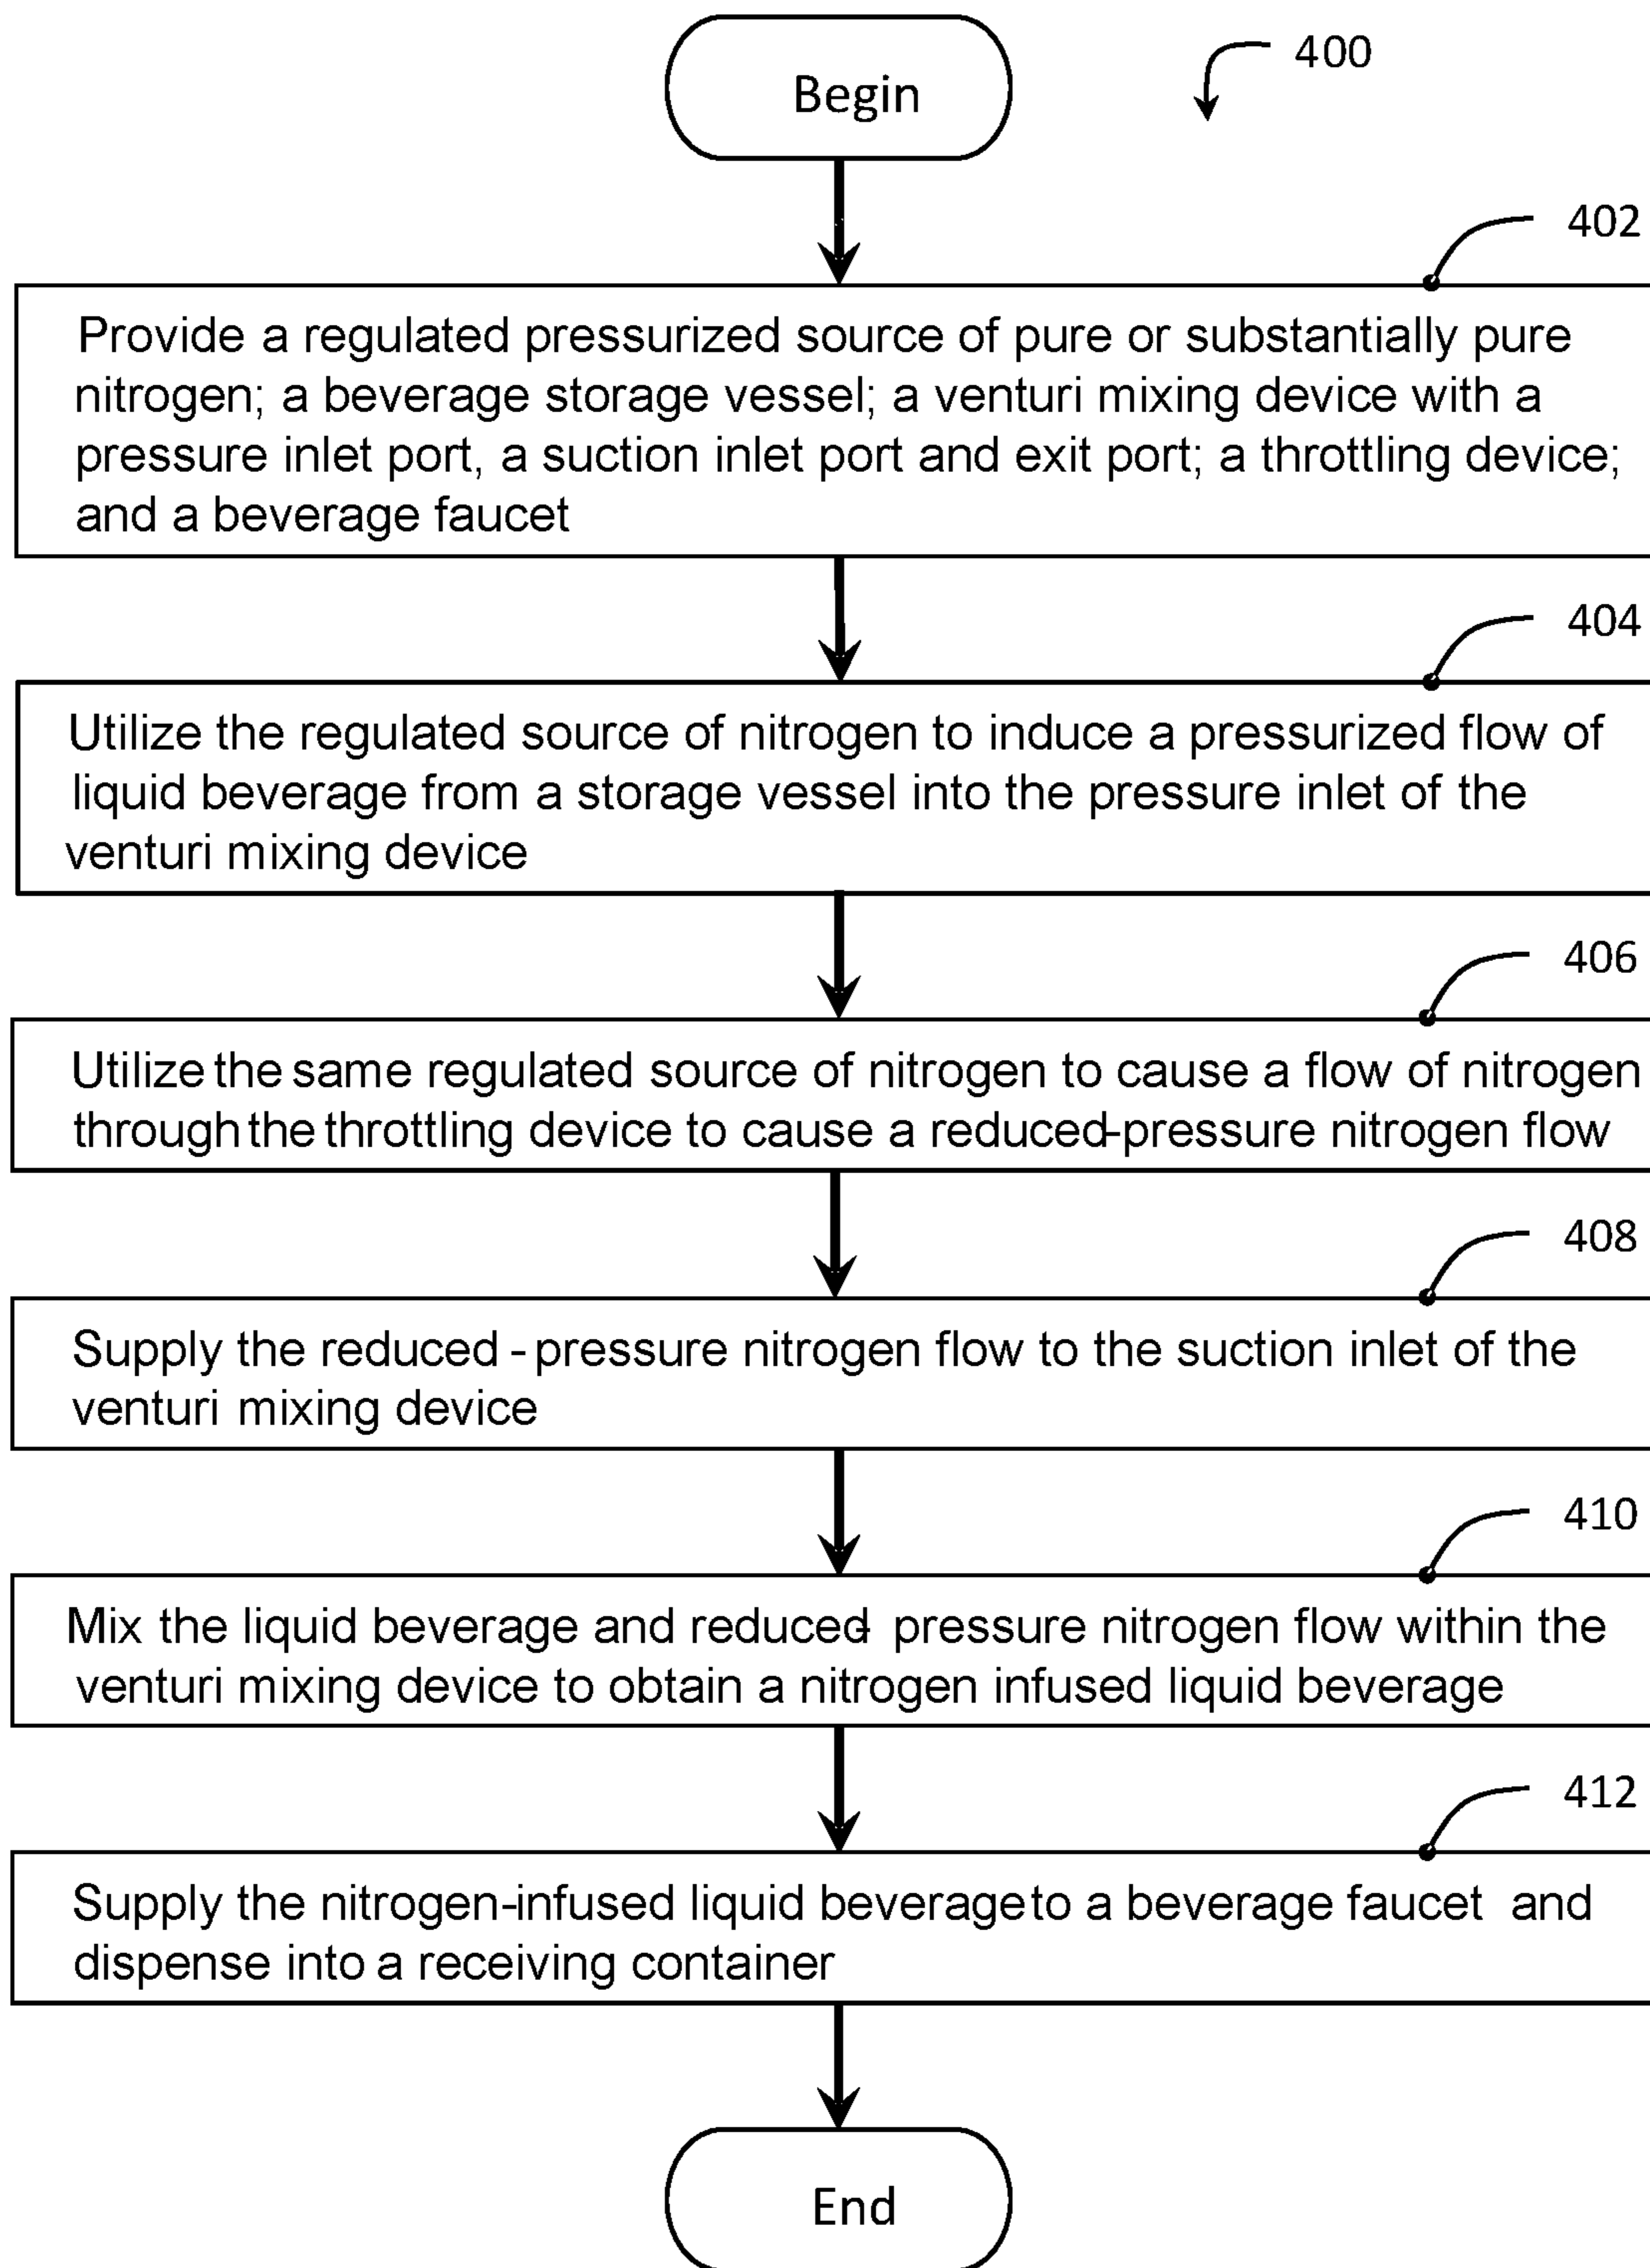 Begin
400
402
Provide a regulated pressurized source of pure or substantially pure
nitrogen; a beverage storage vessel; a venturi mixing device with a
pressure inlet port, a suction inlet port and exit port; a throttling device;
and a beverage faucet
404
Utilize the regulated source of nitrogen to induce a pressurized flow of
liquid beverage from a storage vessel into the pressure inlet of the
venturi mixing device
406
Utilize the same regulated source of nitrogen to cause a flow of nitrogen
through the throttling device to cause a reduced-pressure nitrogen flow
408
Supply the reduced - pressure nitrogen flow to the suction inlet of the
venturi mixing device
410
Mix the liquid beverage and reduced- pressure nitrogen flow within the
venturi mixing device to obtain a nitrogen infused liquid beverage
412
Supply the nitrogen-infused liquid beverage to a beverage faucet and
dispense into a receiving container
End